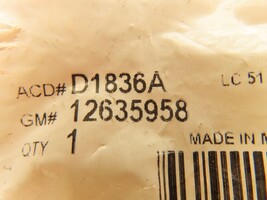 ACD# D1836A LC 51
GM# 12635958
QTY 1
MADE IN